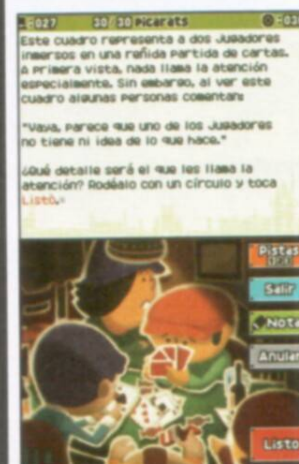 027 30/30 Picarats
Este cuadro representa a dos jugadores
inmersos en una reñida partida de cartas.
A primera vista, nada llama la atención
especialmente. Sin embargo, al ver este
cuadro algunas personas comentan:
"Vaya, parece que uno de los jugadores
no tiene ni idea de lo que hace."
¿Qué detalle será el que les llama la
atención? Rodéalo con un círculo y toca
Listo.
Pistas
Salir
Nota
Anular
Listo